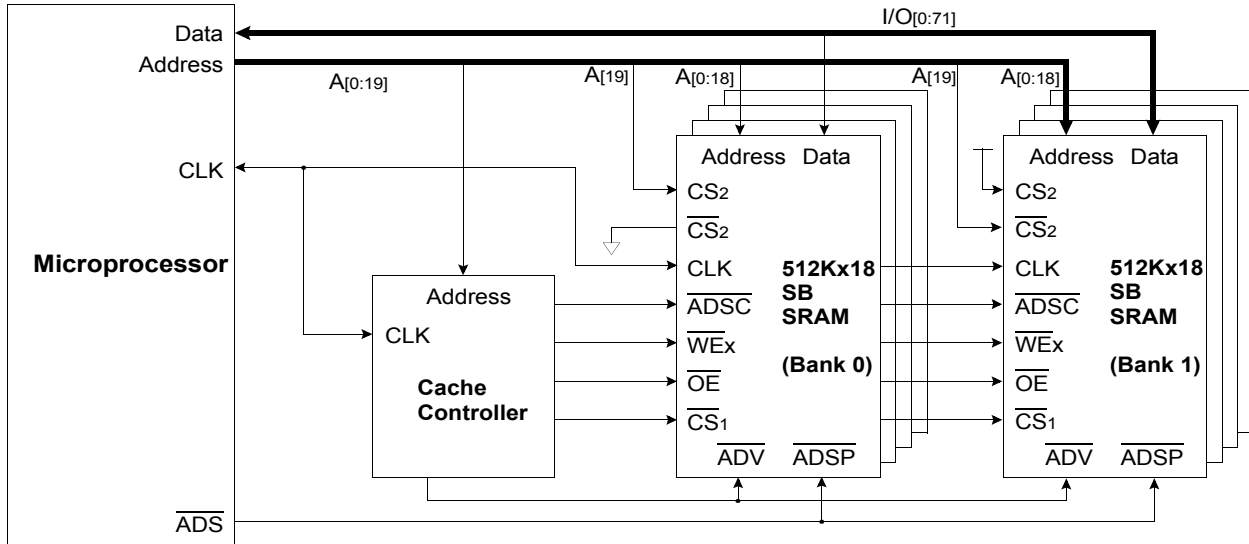 I/O[0:71]
Data
Address
A[0:19]
A[19]
A[0:18]
A[19]
A[0:18]
CLK
Microprocessor
ADS
Address
CLK
Cache
Controller
Address Data
CS2
CS2
CLK
ADSC
WEx
OE
CS1
512Kx18
SB
SRAM
(Bank 0)
ADV ADSP
Address Data
CS2
CS2
CLK
ADSC
WEx
OE
CS1
512Kx18
SB
SRAM
(Bank 1)
ADV ADSP